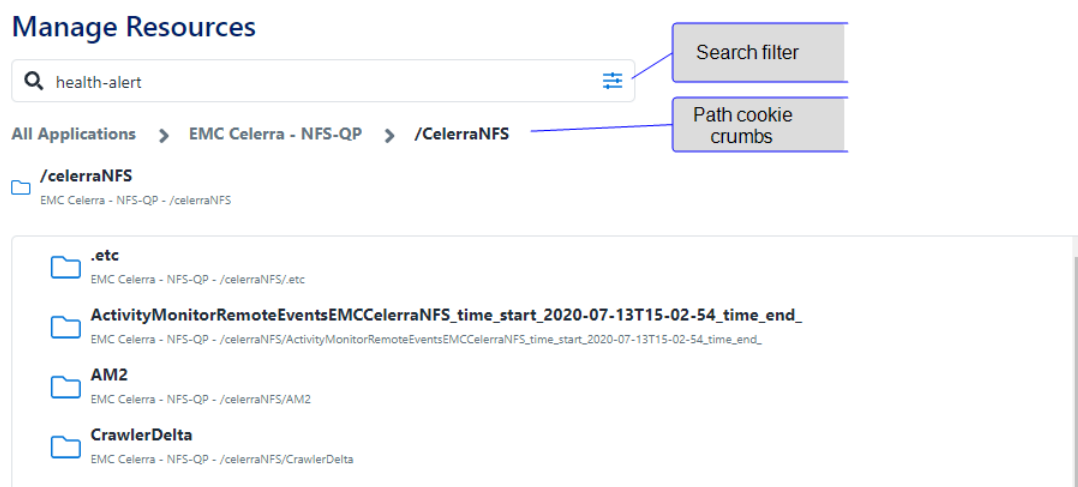 Manage Resources
health-alert
Search filter
All Applications > EMC Celerra - NFS-QP > /CelerraNFS
Path cookie
crumbs
/celerraNFS
EMC Celerra - NFS-QP - /celerraNFS
.etc
EMC Celerra - NFS-QP - /celerraNFS/.etc
ActivityMonitorRemoteEventsEMCCelerraNFS_time_start_2020-07-13T15-02-54_time_end_
EMC Celerra - NFS-QP - /celerraNFS/ActivityMonitorRemoteEventsEMCCelerraNFS_time_start_2020-07-13T15-02-54_time_end_
AM2
EMC Celerra - NFS-QP - /celerraNFS/AM2
CrawlerDelta
EMC Celerra - NFS-QP - /celerraNFS/CrawlerDelta